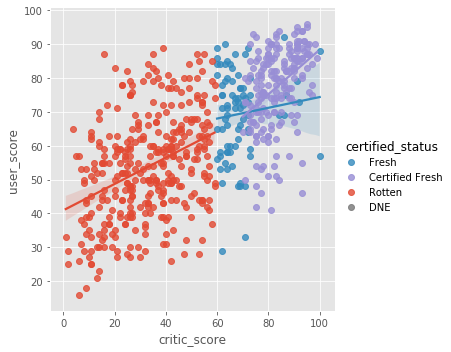 100
90
80
70
60
50
40
30
20
user_score
0
20
40
60
80
100
critic_score
certified_status
Fresh
Certified Fresh
Rotten
DNE